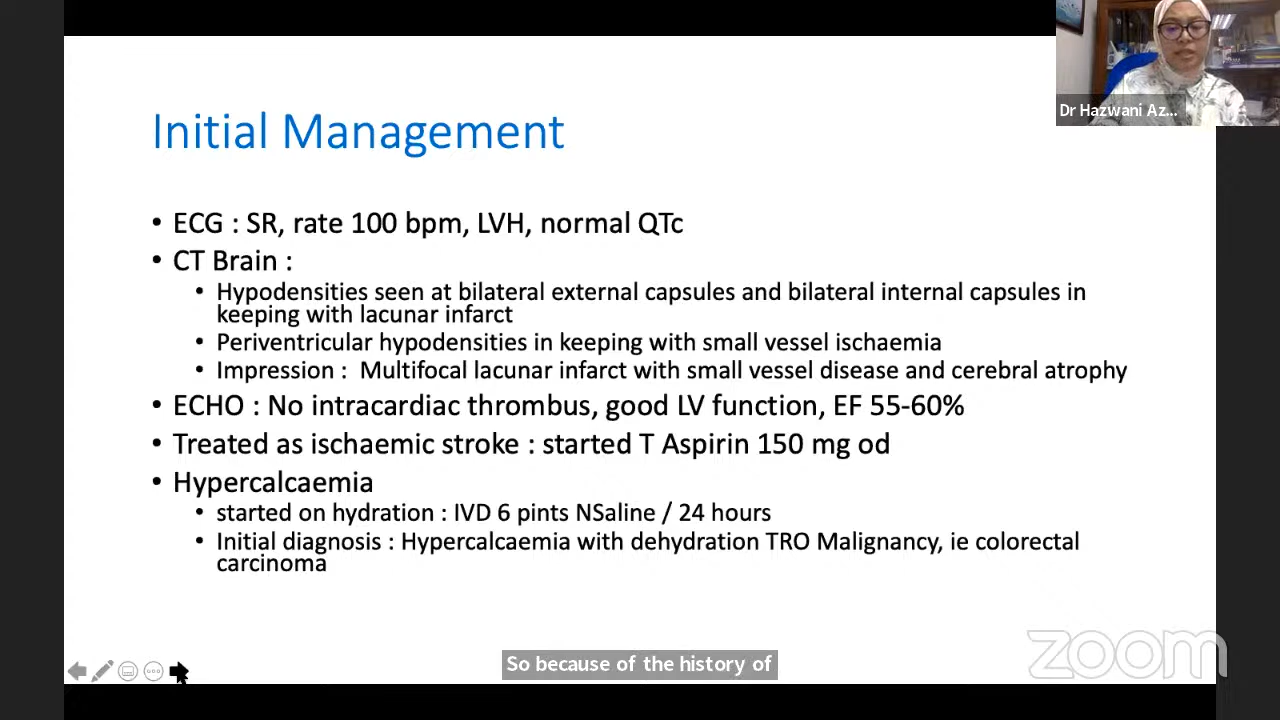 Dr Hazwani Az...
Initial Management
• ECG : SR, rate 100 bpm, LVH, normal QTc
• CT Brain :
• Hypodensities seen at bilateral external capsules and bilateral internal capsules in
keeping with lacunar infarct
• Periventricular hypodensities in keeping with small vessel ischaemia
• Impression : Multifocal lacunar infarct with small vessel disease and cerebral atrophy
• ECHO : No intracardiac thrombus, good LV function, EF 55-60%
• Treated as ischaemic stroke : started T Aspirin 150 mg od
• Hypercalcaemia
• started on hydration : IVD 6 pints NSaline / 24 hours
• Initial diagnosis : Hypercalcaemia with dehydration TRO Malignancy, ie colorectal
carcinoma
So because of the history of
zoom